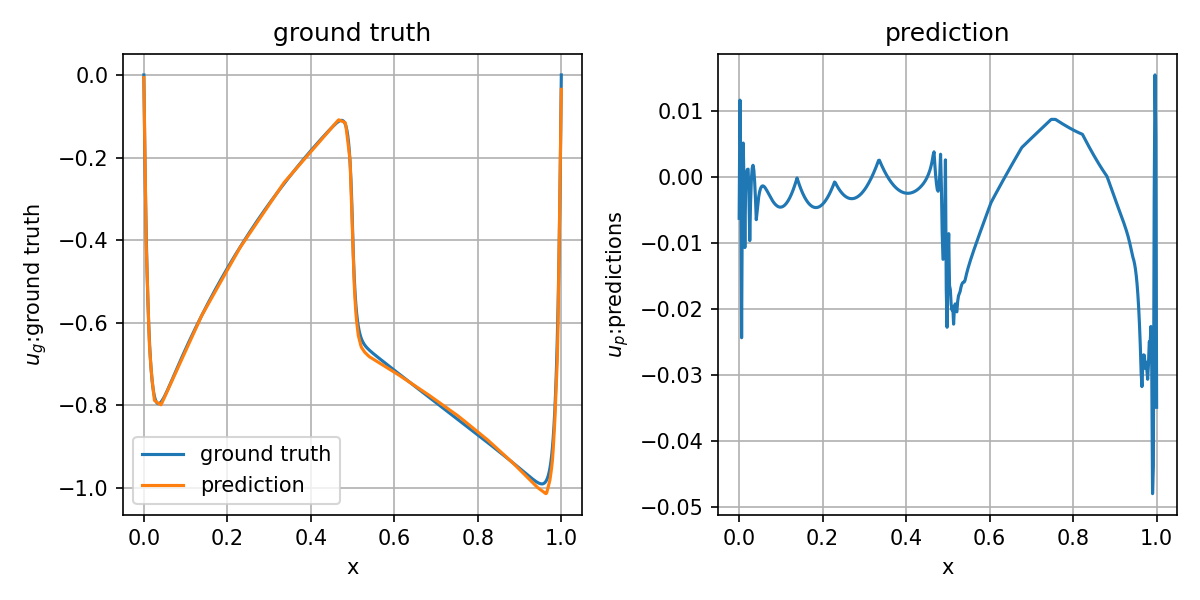 ground truth
0.0
−0.2
−0.4
−0.6
−0.8
−1.0
u_g:ground truth
ground truth
prediction
0.0 0.2 0.4 0.6 0.8 1.0
x
prediction
0.01
0.00
−0.01
−0.02
−0.03
−0.04
−0.05
u_p:predictions
0.0 0.2 0.4 0.6 0.8 1.0
x